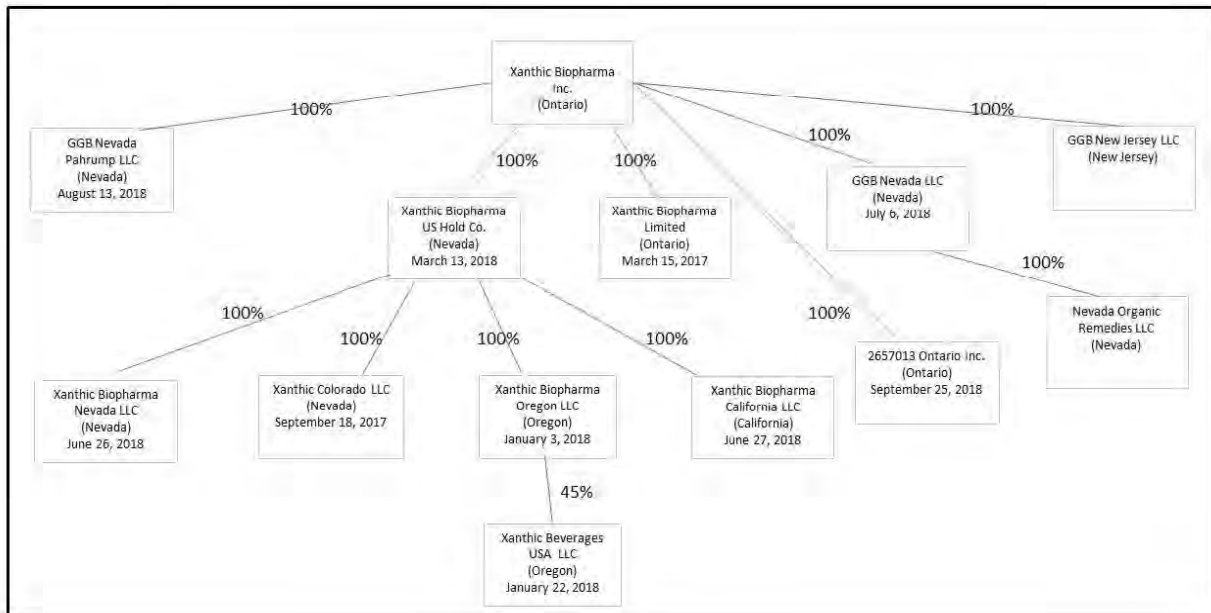 Xanthic Biopharma
Inc.
(Ontario)
100%
100%
GGB Nevada
Pahrump LLC
(Nevada)
August 13, 2018
100%
100%
100%
GGB Nevada LLC
(Nevada)
July 6, 2018
GGB New Jersey LLC
(New Jersey)
Xanthic Biopharma
US Hold Co.
(Nevada)
March 13, 2018
Xanthic Biopharma
Limited
(Ontario)
March 15, 2017
100%
100%
100%
100%
100%
100%
Nevada Organic
Remedies LLC
(Nevada)
2657013 Ontario Inc.
(Ontario)
September 25, 2018
Xanthic Biopharma
Nevada LLC
(Nevada)
June 26, 2018
Xanthic Colorado LLC
(Nevada)
September 18, 2017
Xanthic Biopharma
Oregon LLC
(Oregon)
January 3, 2018
Xanthic Biopharma
California LLC
(California)
June 27, 2018
45%
Xanthic Beverages
USA LLC
(Oregon)
January 22, 2018